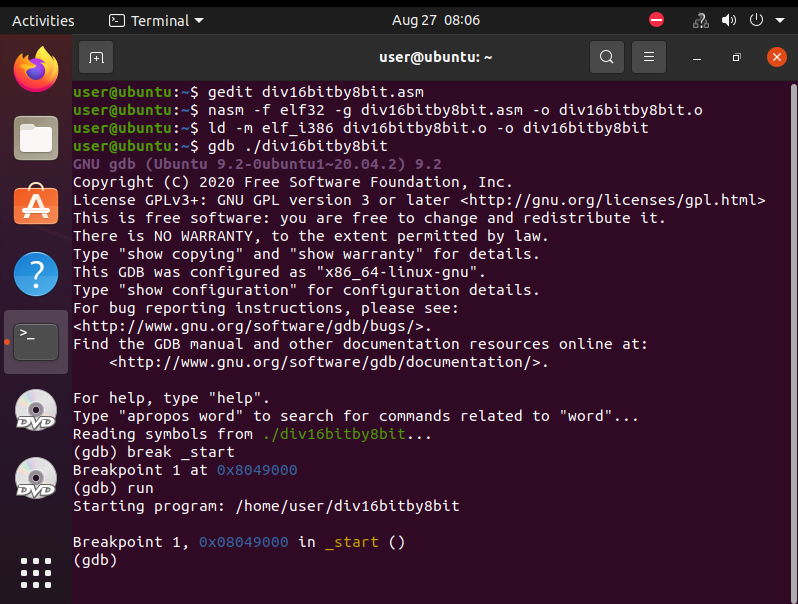 Activities
Terminal
Aug 27 08:06
user@ubuntu: ~
user@ubuntu:~$ gedit div16bitby8bit.asm
user@ubuntu:~$ nasm -f elf32 -g div16bitby8bit.asm -o div16bitby8bit.o
user@ubuntu:~$ ld -m elf_i386 div16bitby8bit.o -o div16bitby8bit
user@ubuntu:~$ gdb ./div16bitby8bit
GNU gdb (Ubuntu 9.2-0ubuntu1~20.04.2) 9.2
Copyright (C) 2020 Free Software Foundation, Inc.
License GPLv3+: GNU GPL version 3 or later <http://gnu.org/licenses/gpl.html>
This is free software: you are free to change and redistribute it.
There is NO WARRANTY, to the extent permitted by law.
Type "show copying" and "show warranty" for details.
This GDB was configured as "x86_64-linux-gnu".
Type "show configuration" for configuration details.
For bug reporting instructions, please see:
<http://www.gnu.org/software/gdb/bugs/>.
Find the GDB manual and other documentation resources online at:
    <http://www.gnu.org/software/gdb/documentation/>.
For help, type "help".
Type "apropos word" to search for commands related to "word"...
Reading symbols from ./div16bitby8bit...
(gdb) break _start
Breakpoint 1 at 0x8049000
(gdb) run
Starting program: /home/user/div16bitby8bit
Breakpoint 1, 0x08049000 in _start ()
(gdb)
DVD
DVD